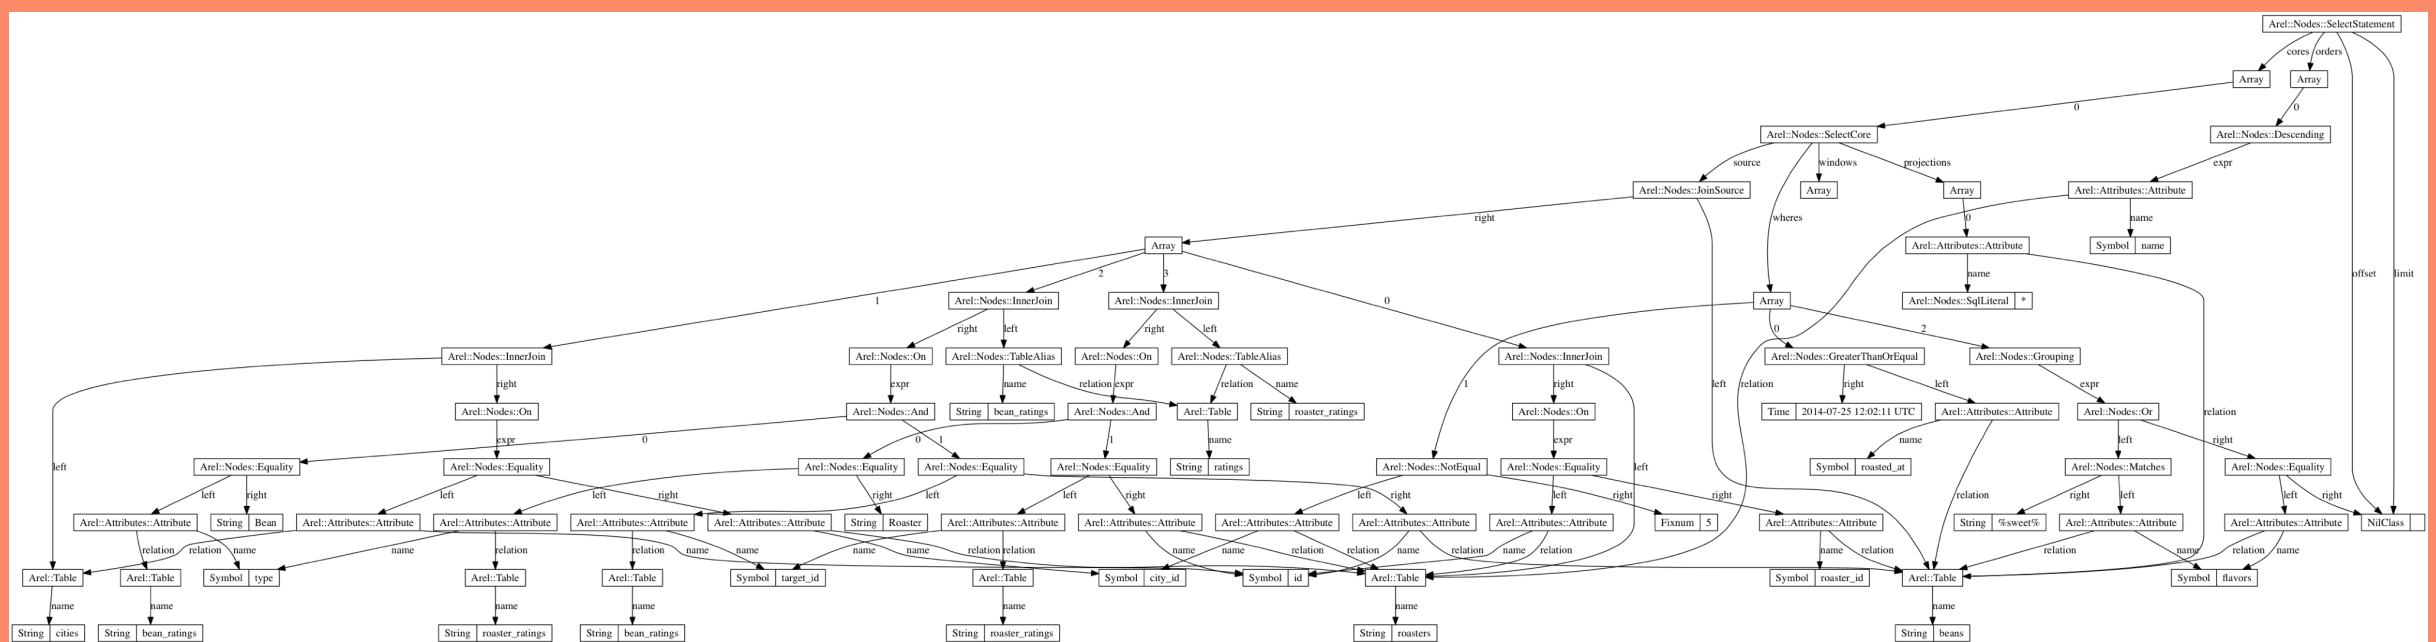 Arel::Nodes::SelectStatement
cores orders
Array Array
0 0
Arel::Nodes::SelectCore Arel::Nodes::Descending
source windows projections expr
Arel::Nodes::JoinSource Array Array Arel::Attributes::Attribute
right wheres 0 name
Array Arel::Attributes::Attribute Symbol name
1 2 3 0 name offset limit
Arel::Nodes::InnerJoin Arel::Nodes::InnerJoin Array Arel::Nodes::SqlLiteral *
right left right left 0 2
Arel::Nodes::InnerJoin Arel::Nodes::On Arel::Nodes::TableAlias Arel::Nodes::On Arel::Nodes::TableAlias Arel::Nodes::InnerJoin Arel::Nodes::GreaterThanOrEqual Arel::Nodes::Grouping
right expr name relation expr relation name 1 right left relation right left expr
Arel::Nodes::On Arel::Nodes::And String bean_ratings Arel::Nodes::And Arel::Table String roaster_ratings Arel::Nodes::On Time 2014-07-25 12:02:11 UTC Arel::Attributes::Attribute Arel::Nodes::Or
expr 0 0 1 1 name expr name left right relation
left Arel::Nodes::Equality Arel::Nodes::Equality Arel::Nodes::Equality Arel::Nodes::Equality Arel::Nodes::Equality String ratings Arel::Nodes::NotEqual Arel::Nodes::Equality left Symbol roasted_at Arel::Nodes::Matches Arel::Nodes::Equality
left right left left right right left left right left right right left right relation right left left right
Arel::Attributes::Attribute String Bean Arel::Attributes::Attribute Arel::Attributes::Attribute Arel::Attributes::Attribute Arel::Attributes::Attribute String Roaster Arel::Attributes::Attribute Arel::Attributes::Attribute Arel::Attributes::Attribute Arel::Attributes::Attribute Arel::Attributes::Attribute Fixnum 5 Arel::Attributes::Attribute String %sweet% Arel::Attributes::Attribute Arel::Attributes::Attribute NilClass
relation name relation name relation name relation name name relation name relation name relation name relation name relation name relation name relation relation name relation name
Arel::Table Arel::Table Symbol type Arel::Table Arel::Table Symbol target_id Arel::Table Symbol city_id Symbol id Arel::Table Symbol roaster_id Arel::Table Symbol flavors
name name name name name name name
String cities String bean_ratings String roaster_ratings String bean_ratings String roaster_ratings String roasters String beans